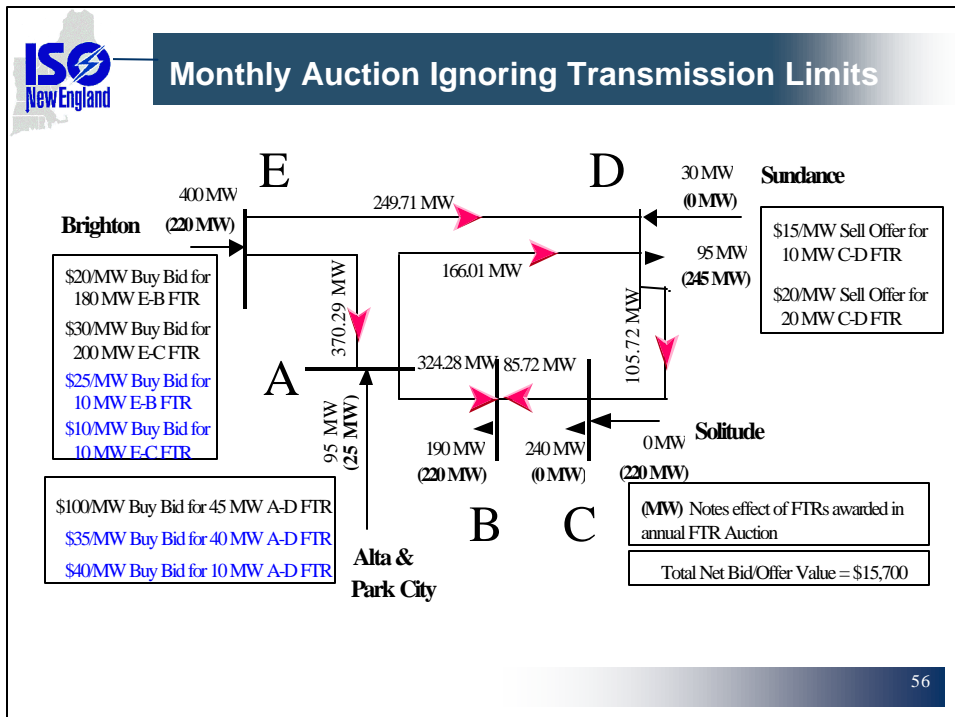 ISO
New England
Monthly Auction Ignoring Transmission Limits
E
D
400 MW
(220 MW)
Brighton
249.71 MW
30 MW
(0 MW)
Sundance
166.01 MW
95 MW
(245 MW)
$15/MW Sell Offer for
10 MW C-D FTR
$20/MW Sell Offer for
20 MW C-D FTR
$20/MW Buy Bid for
180 MW E-B FTR
$30/MW Buy Bid for
200 MW E-C FTR
$25/MW Buy Bid for
10 MW E-B FTR
$10/MW Buy Bid for
10 MW E-C FTR
370.29 MW
105.72 MW
A
324.28 MW
85.72 MW
95 MW
(25 MW)
190 MW
(220 MW)
240 MW
(0 MW)
0 MW
(220 MW)
Solitude
B
C
$100/MW Buy Bid for 45 MW A-D FTR
$35/MW Buy Bid for 40 MW A-D FTR
$40/MW Buy Bid for 10 MW A-D FTR
Alta &
Park City
(MW) Notes effect of FTRs awarded in
annual FTR Auction
Total Net Bid/Offer Value = $15,700
56